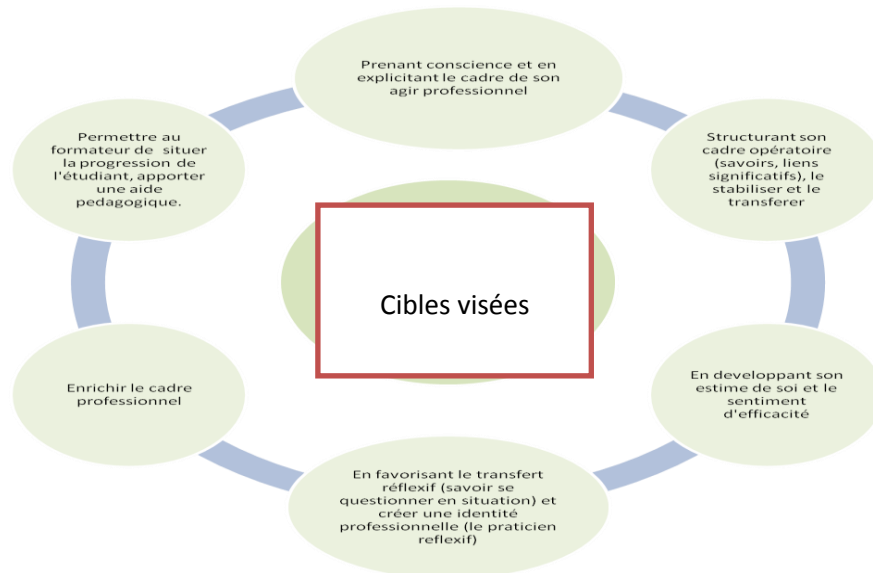 Prenant conscience et en
explicitant le cadre de son
agir professionnel
Structurant son
cadre opératoire
(savoirs, liens
significatifs), le
stabiliser et le
transferer
En developpant son
estime de soi et le
sentiment
d'efficacité
En favorisant le transfert
réflexif (savoir se
questionner en situation) et
créer une identité
professionnelle (le praticien
reflexif)
Enrichir le cadre
professionnel
Permettre au
formateur de situer
la progression de
l'étudiant, apporter
une aide
pedagogique.
Cibles visées